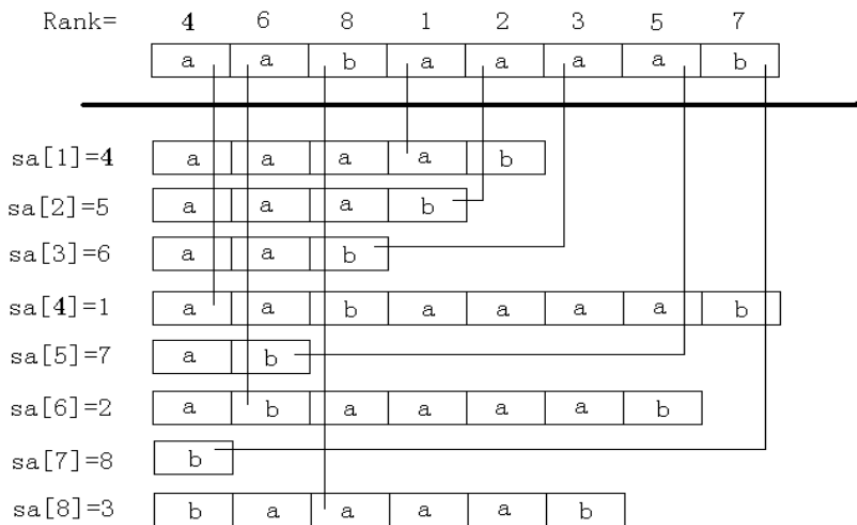 Rank= 4 6 8 1 2 3 5 7
a a b a a a a b
sa[1]=4 a a a a b
sa[2]=5 a a a b
sa[3]=6 a a b
sa[4]=1 a a b a a a a b
sa[5]=7 a b
sa[6]=2 a b a a a a b
sa[7]=8 b
sa[8]=3 b a a a a b